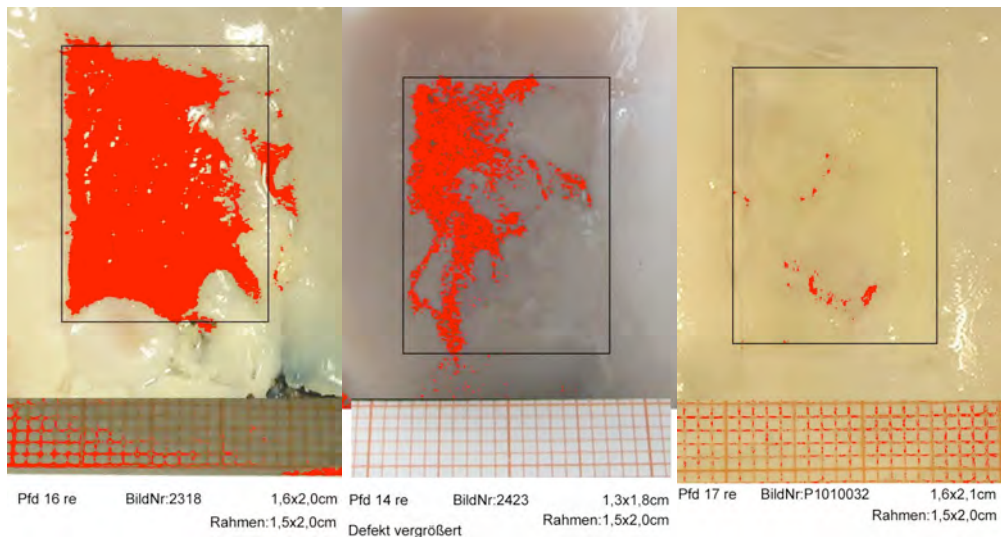 Pfd 16 re BildNr:2318 1,6x2,0cm
Rahmen:1,5x2,0cm
Pfd 14 re BildNr:2423 1,3x1,8cm
Rahmen:1,5x2,0cm
Defekt vergrößert
Pfd 17 re BildNr:P1010032 1,6x2,1cm
Rahmen:1,5x2,0cm